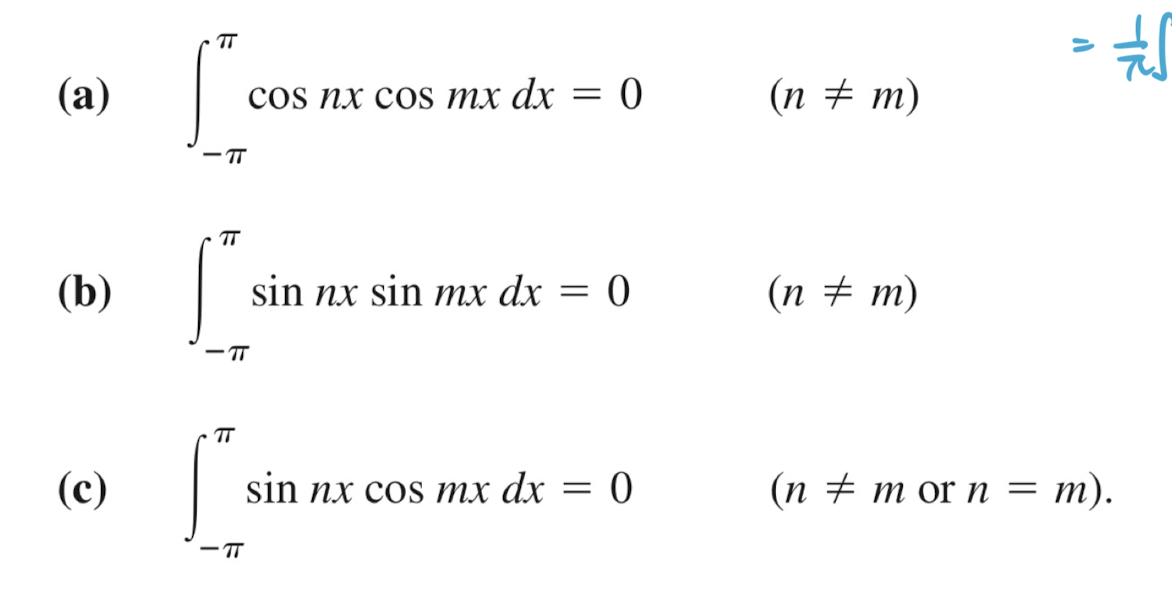 = 1/π ∫
(a) ∫_{-π}^{π} cos nx cos mx dx = 0 (n ≠ m)
(b) ∫_{-π}^{π} sin nx sin mx dx = 0 (n ≠ m)
(c) ∫_{-π}^{π} sin nx cos mx dx = 0 (n ≠ m or n = m).